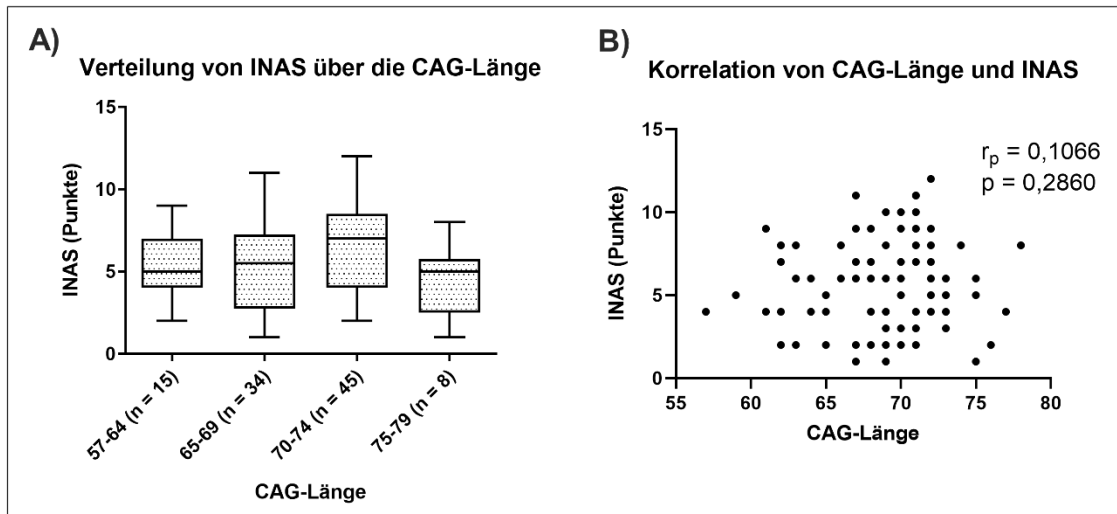 A)
Verteilung von INAS über die CAG-Länge
INAS (Punkte)
15
10
5
0
57-64 (n = 15)
65-69 (n = 34)
70-74 (n = 45)
75-79 (n = 8)
CAG-Länge
B)
Korrelation von CAG-Länge und INAS
rp = 0,1066
p = 0,2860
INAS (Punkte)
15
10
5
0
55 60 65 70 75 80
CAG-Länge